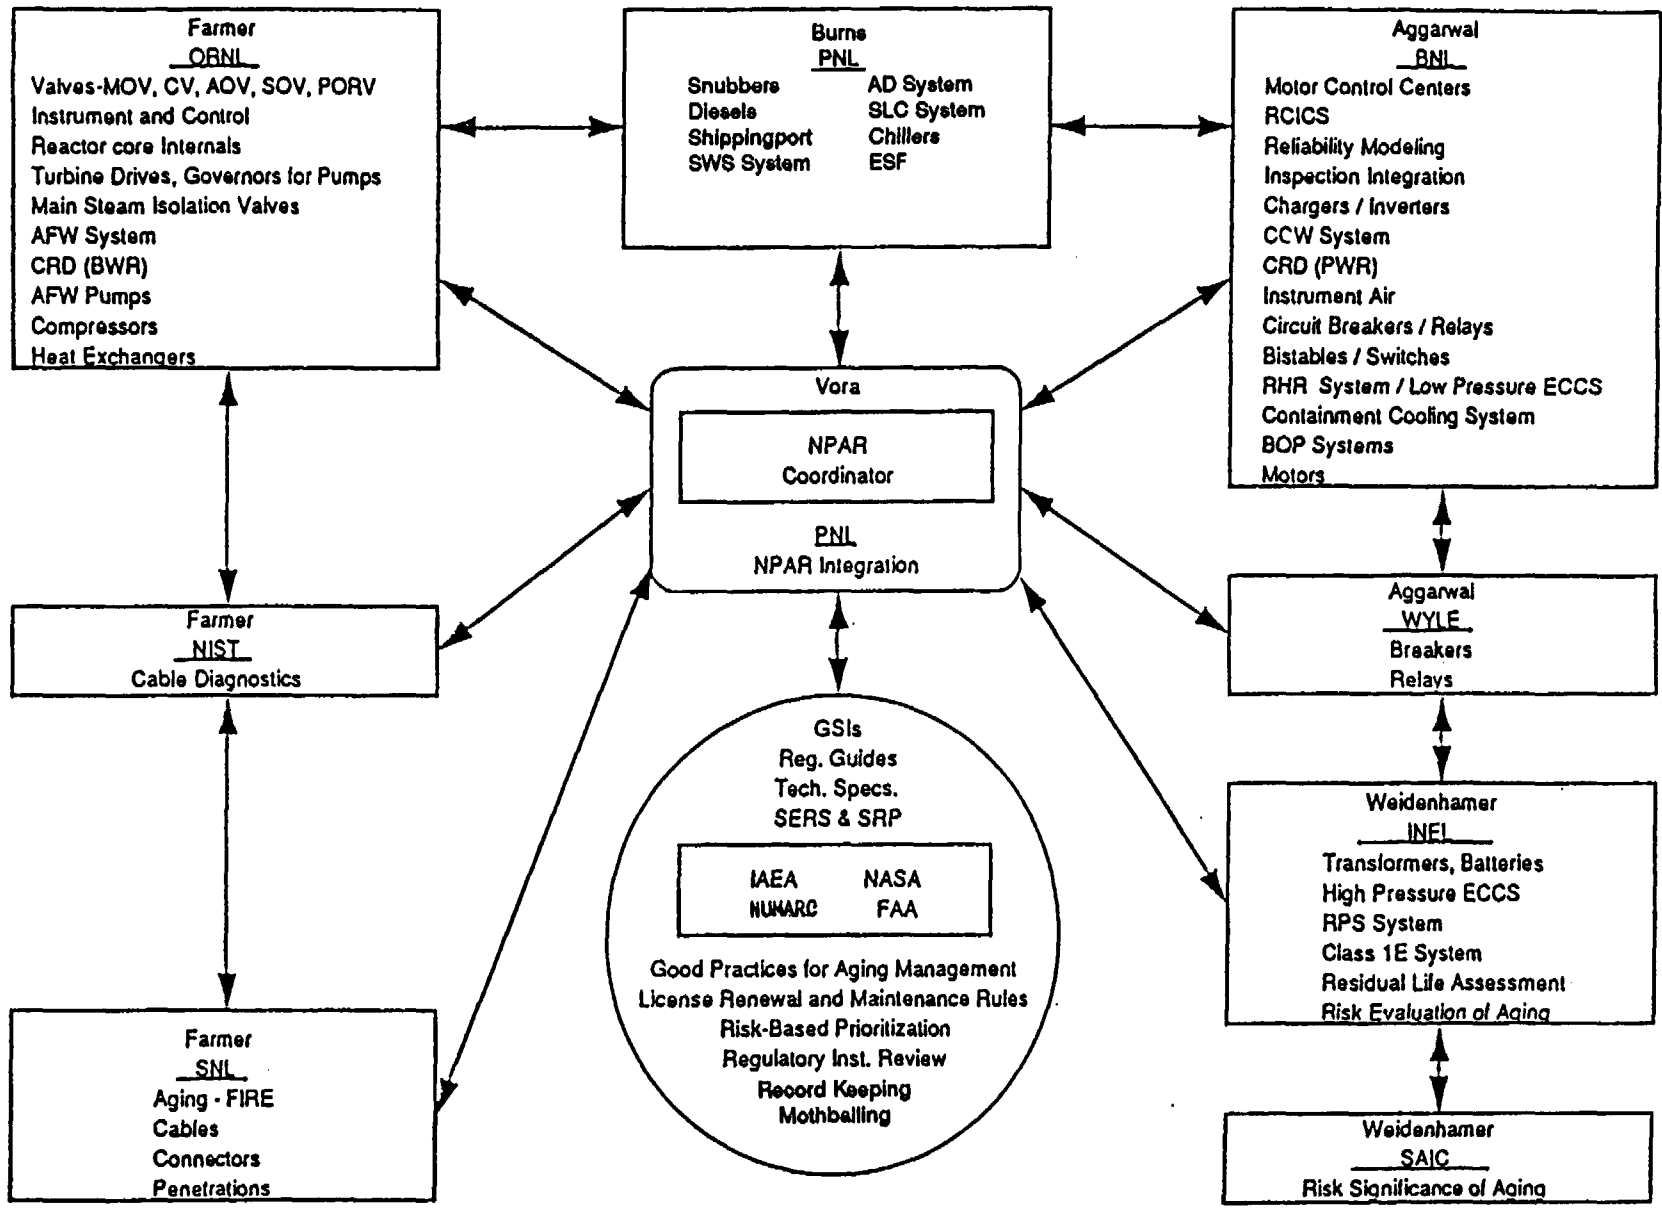 Farmer
ORNL
Valves-MOV, CV, AOV, SOV, PORV
Instrument and Control
Reactor core Internals
Turbine Drives, Governors for Pumps
Main Steam Isolation Valves
AFW System
CRD (BWR)
AFW Pumps
Compressors
Heat Exchangers
Burns
PNL
Snubbers AD System
Diesels SLC System
Shippingport Chillers
SWS System ESF
Aggarwal
BNL
Motor Control Centers
RCICS
Reliability Modeling
Inspection Integration
Chargers / Inverters
CCW System
CRD (PWR)
Instrument Air
Circuit Breakers / Relays
Bistables / Switches
RHR System / Low Pressure ECCS
Containment Cooling System
BOP Systems
Motors
Vora
NPAR
Coordinator
PNL
NPAR Integration
Farmer
NIST
Cable Diagnostics
Aggarwal
WYLE
Breakers
Relays
GSIs
Reg. Guides
Tech. Specs.
SERS & SRP
IAEA NASA
NUMARC FAA
Good Practices for Aging Management
License Renewal and Maintenance Rules
Risk-Based Prioritization
Regulatory Inst. Review
Record Keeping
Mothballing
Weidenhamer
INEL
Transformers, Batteries
High Pressure ECCS
RPS System
Class 1E System
Residual Life Assessment
Risk Evaluation of Aging
Farmer
SNL
Aging - FIRE
Cables
Connectors
Penetrations
Weidenhamer
SAIC
Risk Significance of Aging